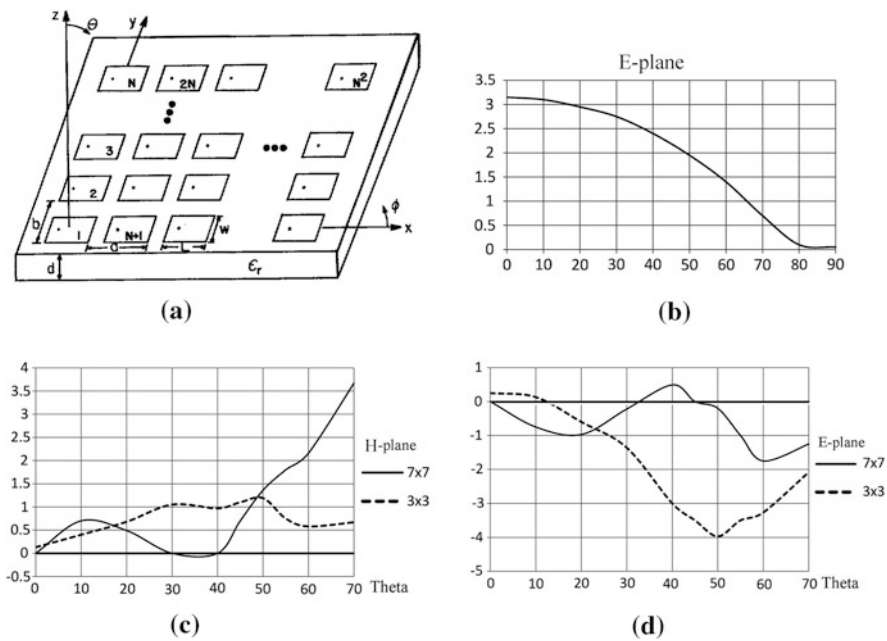 z
θ
y
N
2N
N²
3
2
b
1
N+1
W
a
L
ϕ
x
d
εr
(a)
E-plane
3.5
3
2.5
2
1.5
1
0.5
0
0 10 20 30 40 50 60 70 80 90
(b)
4
3.5
3
2.5
2
1.5
1
0.5
0
-0.5
0 10 20 30 40 50 60 70 Theta
H-plane
7x7
3x3
(c)
1
0
-1
-2
-3
-4
-5
0 10 20 30 40 50 60 70 Theta
E-plane
7x7
3x3
(d)